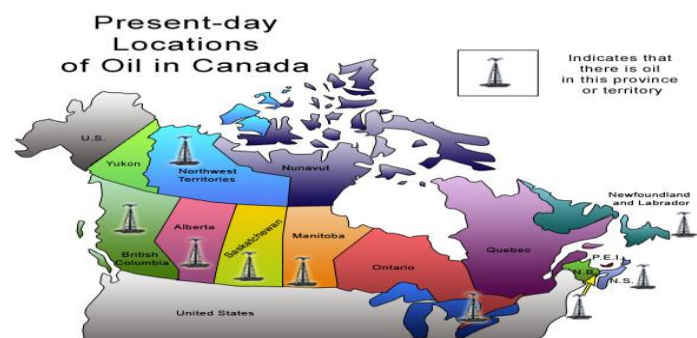 Present-day
Locations
of Oil in Canada
Indicates that
there is oil
in this province
or territory
U.S.
Yukon
Northwest
Territories
Nunavut
Newfoundland
and Labrador
British
Columbia
Alberta
Saskatchewan
Manitoba
Ontario
Quebec
P.E.I.
N.B.
N.S.
United States